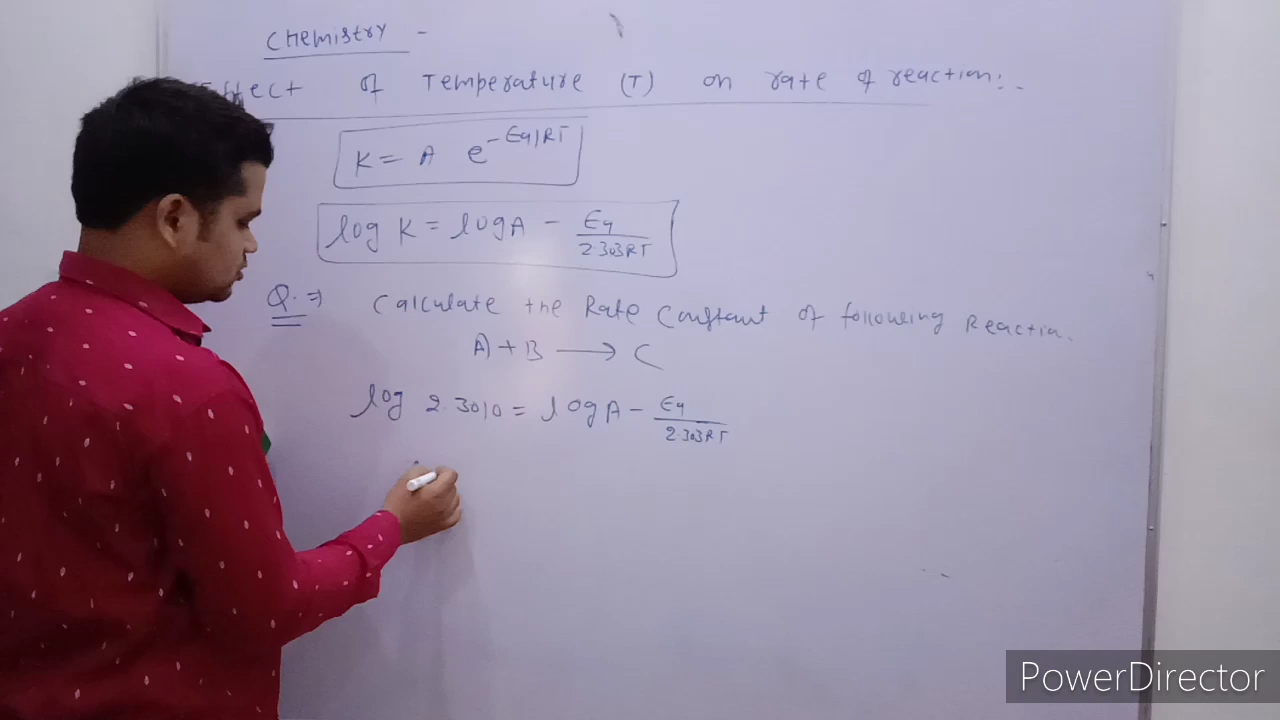 Chemistry -
Effect of Temperature (T) on rate of reaction:.
K = A e^-Ea/RT
log K = log A - Ea/2.303RT
Q. ⇒ Calculate the Rate Constant of following Reaction.
A + B → C
log 2.3010 = log A - Ea/2.303RT
PowerDirector